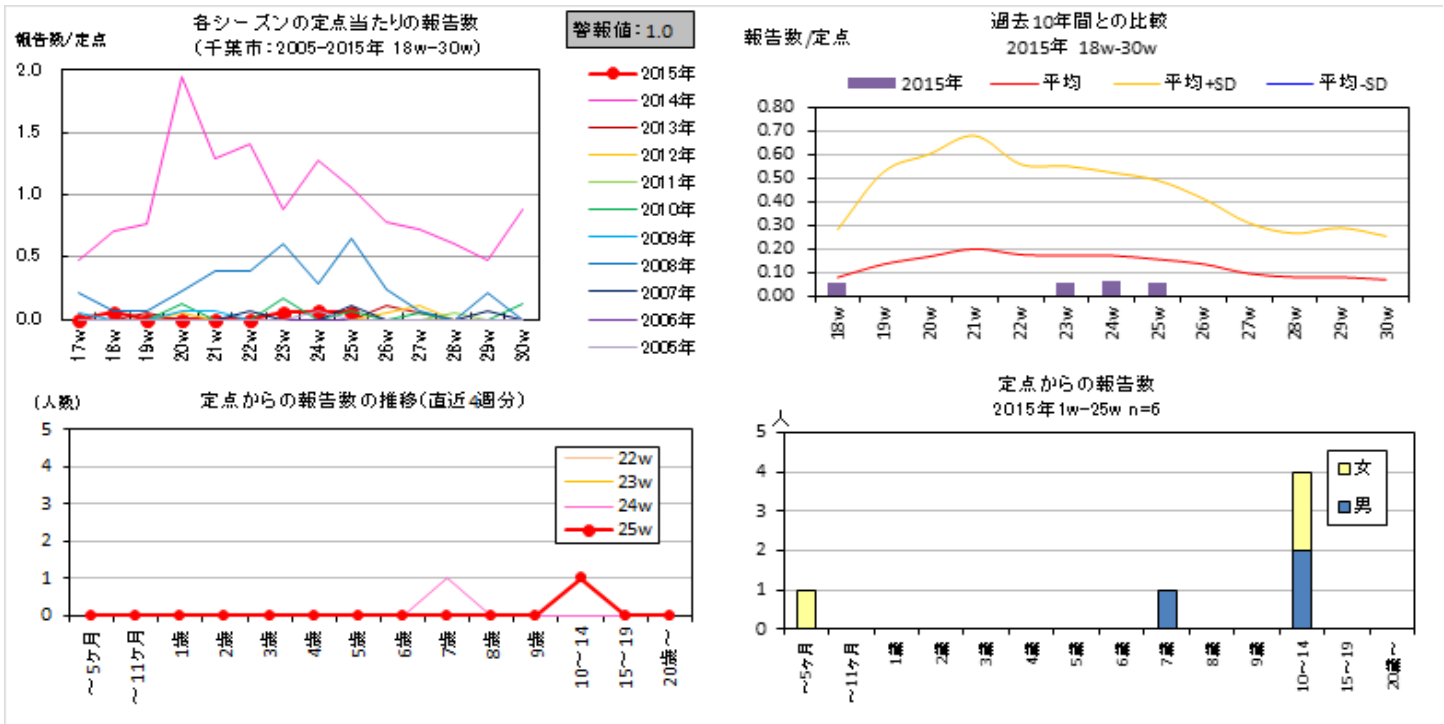 各シーズンの定点当たりの報告数
(千葉市：2005-2015年 18w-30w)
警報値：1.0
報告数/定点
2.0
1.5
1.0
0.5
0.0
17w
18w
19w
20w
21w
22w
23w
24w
25w
26w
27w
28w
29w
30w
2015年
2014年
2013年
2012年
2011年
2010年
2009年
2008年
2007年
2006年
2005年
過去10年間との比較
2015年 18w-30w
報告数/定点
2015年
平均
平均+SD
平均-SD
0.80
0.70
0.60
0.50
0.40
0.30
0.20
0.10
0.00
18w
19w
20w
21w
22w
23w
24w
25w
26w
27w
28w
29w
30w
(人数)
定点からの報告数の推移(直近4週分)
5
4
3
2
1
0
22w
23w
24w
25w
～5ヶ月
～11ヶ月
1歳
2歳
3歳
4歳
5歳
6歳
7歳
8歳
9歳
10～14
15～19
20歳～
定点からの報告数
2015年1w-25w n=6
人
5
4
3
2
1
0
女
男
～5ヶ月
～11ヶ月
1歳
2歳
3歳
4歳
5歳
6歳
7歳
8歳
9歳
10～14
15～19
20歳～